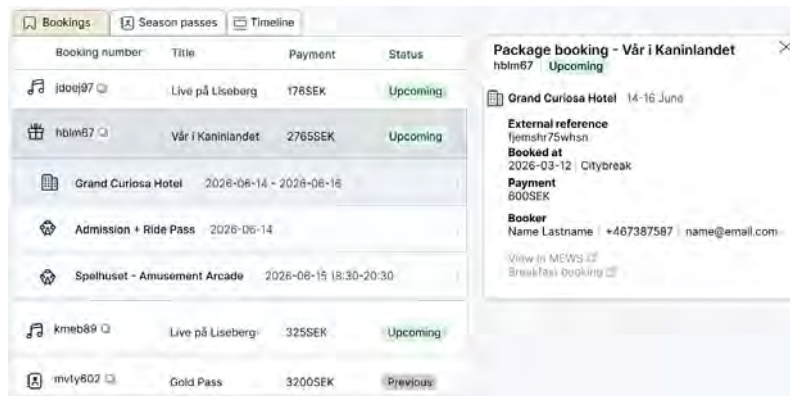 Bookings Season passes Timeline
Booking number Title Payment Status
jdoej97 Live på Liseberg 176SEK Upcoming
hblm67 Vår i Kaninlandet 2765SEK Upcoming
Grand Curiosa Hotel 2026-06-14 - 2026-06-16
Admission + Ride Pass 2026-06-14
Spelhuset - Amusement Arcade 2026-06-15 18:30-20:30
kmeb89 Live på Liseberg 325SEK Upcoming
mvty602 Gold Pass 3200SEK Previous
Package booking - Vår i Kaninlandet
hblm67 Upcoming
Grand Curiosa Hotel 14-16 June
External reference
fjemshr75whsn
Booked at
2026-03-12 Citybreak
Payment
600SEK
Booker
Name Lastname +467387587 name@email.com
View in MEWS
Breakfast booking